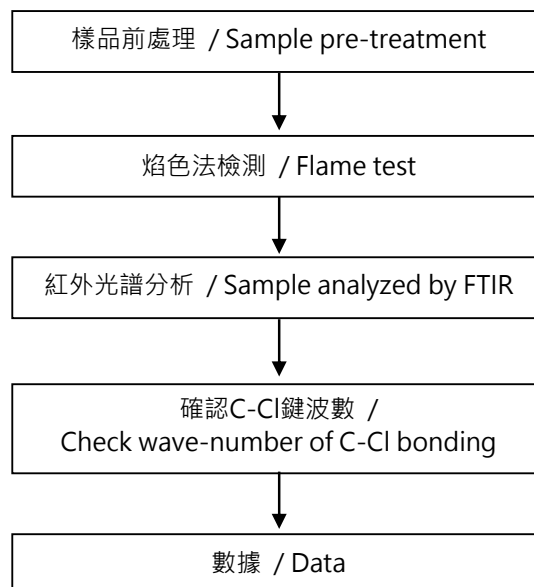 樣品前處理 / Sample pre-treatment
焰色法檢測 / Flame test
紅外光譜分析 / Sample analyzed by FTIR
確認C-Cl鍵波數 /
Check wave-number of C-Cl bonding
數據 / Data